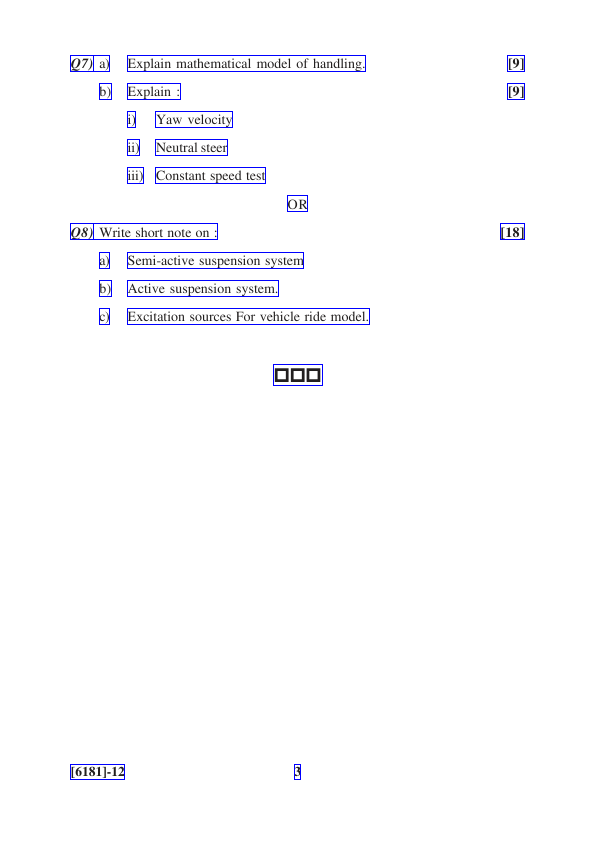 Q7) a) Explain mathematical model of handling. [9]
b) Explain : [9]
i) Yaw velocity
ii) Neutral steer
iii) Constant speed test
OR
Q8) Write short note on : [18]
a) Semi-active suspension system
b) Active suspension system.
c) Excitation sources For vehicle ride model.
[6181]-12 3